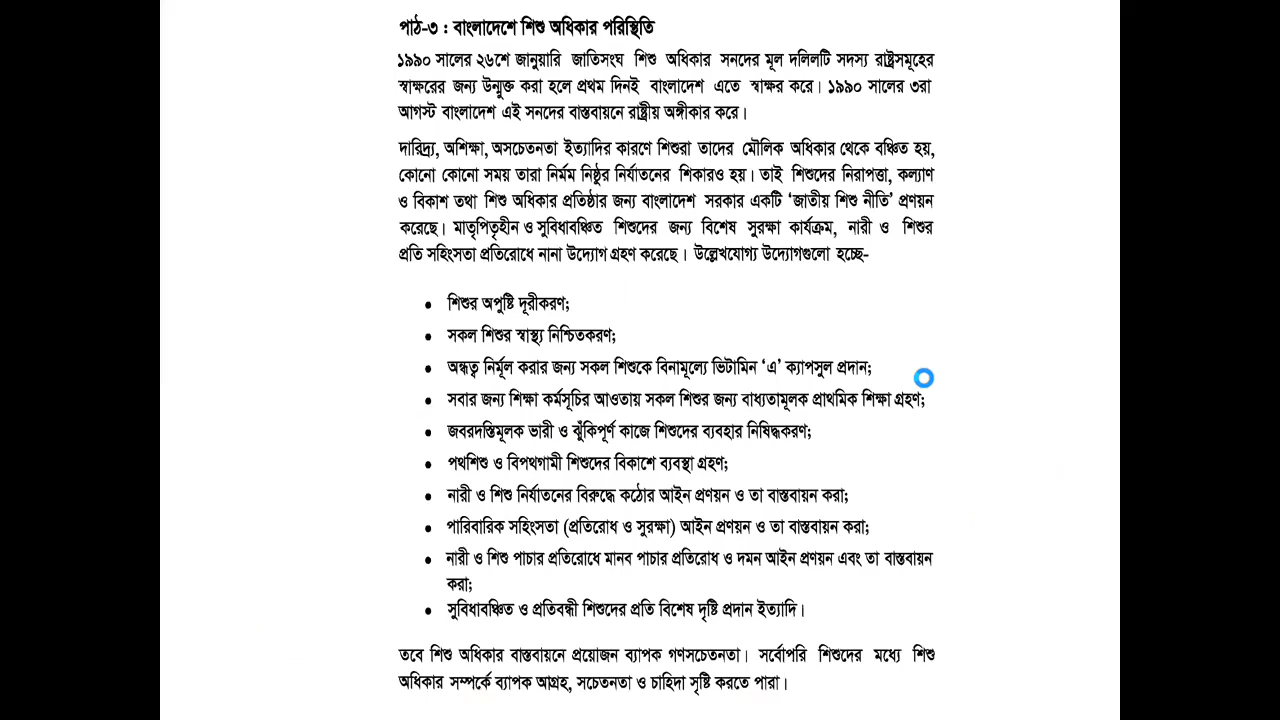 পাঠ-৩ : বাংলাদেশে শিশু অধিকার পরিস্থিতি
১৯৯০ সালের ২৬শে জানুয়ারি জাতিসংঘ শিশু অধিকার সনদের মূল দলিলটি সদস্য রাষ্ট্রসমূহের
স্বাক্ষরের জন্য উন্মুক্ত করা হলে প্রথম দিনই বাংলাদেশ এতে স্বাক্ষর করে। ১৯৯০ সালের ৩রা
আগস্ট বাংলাদেশ এই সনদের বাস্তবায়নে রাষ্ট্রীয় অঙ্গীকার করে।
দারিদ্র্য, অশিক্ষা, অসচেতনতা ইত্যাদির কারণে শিশুরা তাদের মৌলিক অধিকার থেকে বঞ্চিত হয়,
কোনো কোনো সময় তারা নির্মম নিষ্ঠুর নির্যাতনের শিকারও হয়। তাই শিশুদের নিরাপত্তা, কল্যাণ
ও বিকাশ তথা শিশু অধিকার প্রতিষ্ঠার জন্য বাংলাদেশ সরকার একটি ‘জাতীয় শিশু নীতি’ প্রণয়ন
করেছে। মাতৃপিতৃহীন ও সুবিধাবঞ্চিত শিশুদের জন্য বিশেষ সুরক্ষা কার্যক্রম, নারী ও শিশুর
প্রতি সহিংসতা প্রতিরোধে নানা উদ্যোগ গ্রহণ করেছে। উল্লেখযোগ্য উদ্যোগগুলো হচ্ছে-
• শিশুর অপুষ্টি দূরীকরণ;
• সকল শিশুর স্বাস্থ্য নিশ্চিতকরণ;
• অন্ধত্ব নির্মূল করার জন্য সকল শিশুকে বিনামূল্যে ভিটামিন ‘এ’ ক্যাপসুল প্রদান;
• সবার জন্য শিক্ষা কর্মসূচির আওতায় সকল শিশুর জন্য বাধ্যতামূলক প্রাথমিক শিক্ষা গ্রহণ;
• জবরদস্তিমূলক ভারী ও ঝুঁকিপূর্ণ কাজে শিশুদের ব্যবহার নিষিদ্ধকরণ;
• পথশিশু ও বিপথগামী শিশুদের বিকাশে ব্যবস্থা গ্রহণ;
• নারী ও শিশু নির্যাতনের বিরুদ্ধে কঠোর আইন প্রণয়ন ও তা বাস্তবায়ন করা;
• পারিবারিক সহিংসতা (প্রতিরোধ ও সুরক্ষা) আইন প্রণয়ন ও তা বাস্তবায়ন করা;
• নারী ও শিশু পাচার প্রতিরোধে মানব পাচার প্রতিরোধ ও দমন আইন প্রণয়ন এবং তা বাস্তবায়ন
করা;
• সুবিধাবঞ্চিত ও প্রতিবন্ধী শিশুদের প্রতি বিশেষ দৃষ্টি প্রদান ইত্যাদি।
তবে শিশু অধিকার বাস্তবায়নে প্রয়োজন ব্যাপক গণসচেতনতা। সর্বোপরি শিশুদের মধ্যে শিশু
অধিকার সম্পর্কে ব্যাপক আগ্রহ, সচেতনতা ও চাহিদা সৃষ্টি করতে পারা।